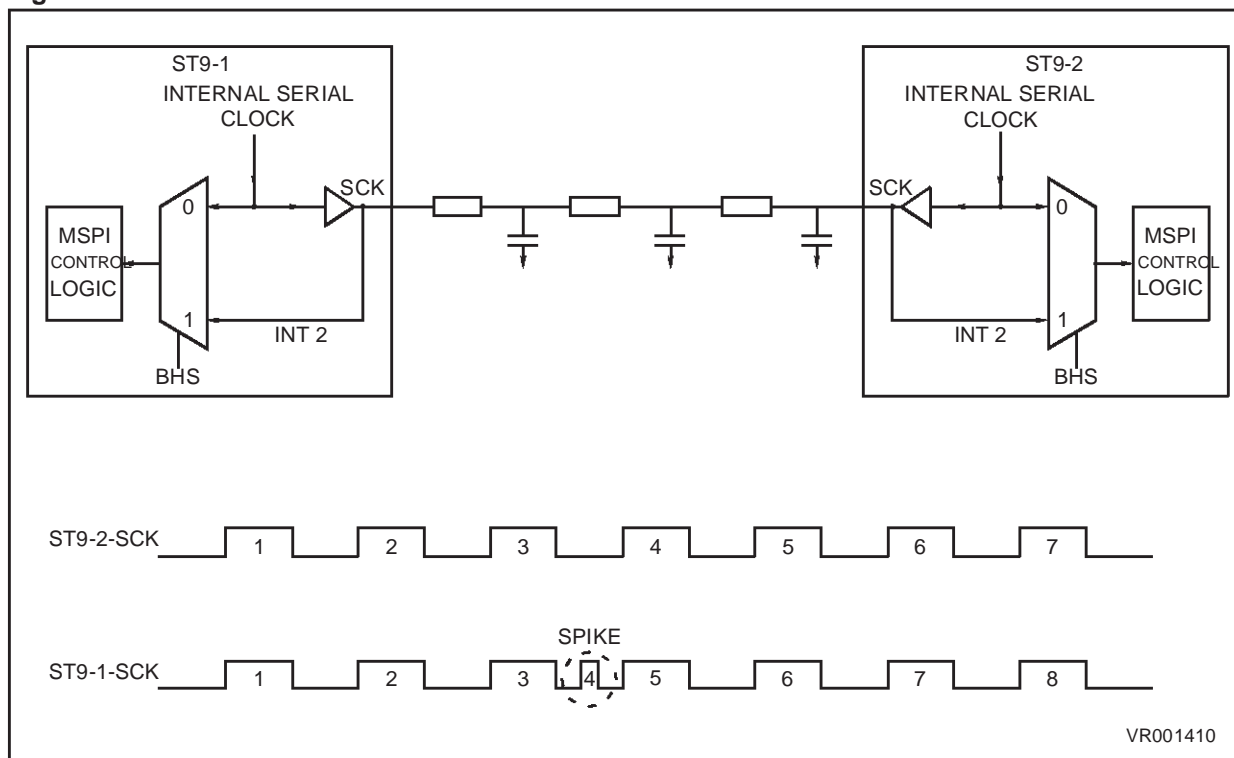 ST9-1
INTERNAL SERIAL
CLOCK
SCK
0
MSPI
CONTROL
LOGIC
1
INT 2
BHS
ST9-2
INTERNAL SERIAL
CLOCK
SCK
0
MSPI
CONTROL
LOGIC
1
INT 2
BHS
ST9-2-SCK 1 2 3 4 5 6 7
SPIKE
ST9-1-SCK 1 2 3 4 5 6 7 8
VR001410